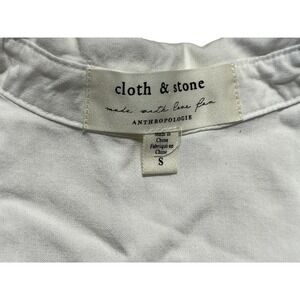 cloth & stone
made with love for
ANTHROPOLOGIE
Made in
China
Fabriqué en
Chine
S